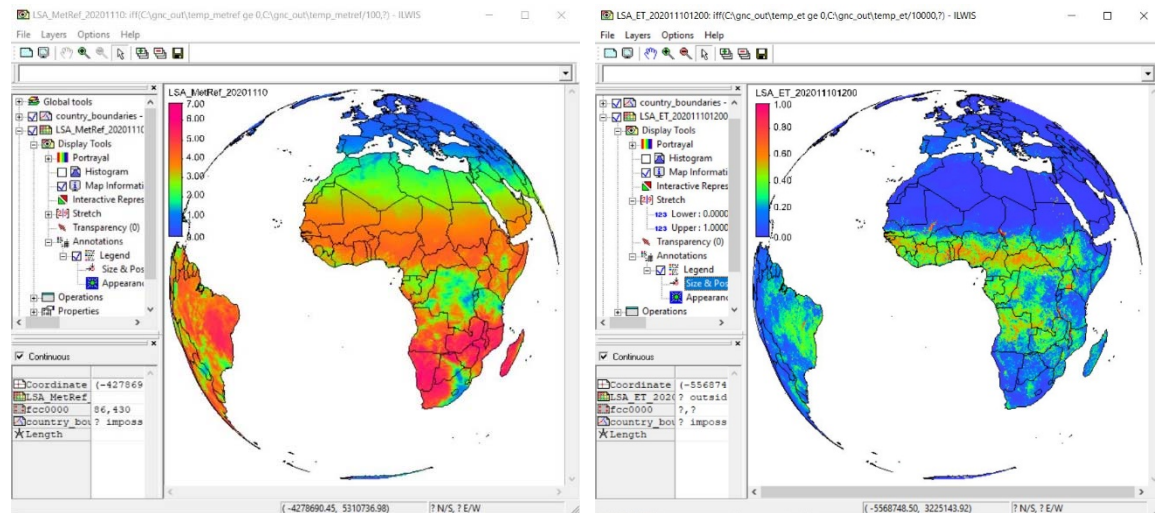 LSA_MetRef_20201110: iff(C:\gnc_out\temp_metref ge 0,C:\gnc_out\temp_metref/100,?) - ILWIS
File Layers Options Help
LSA_MetRef_20201110
7.00
6.00
5.00
4.00
3.00
2.00
1.00
0.00
Global tools
country_boundaries -
LSA_MetRef_2020111
Display Tools
Portrayal
Histogram
Map Informati
Interactive Repres
Stretch
Transparency (0)
Annotations
Legend
Size & Pos
Appearanc
Operations
Properties
Continuous
Coordinate (-427869
LSA_MetRef_
fcc0000 86,430
country_bou ? imposs
Length
(-4278690.45, 5310736.98) ? N/S, ? E/W
LSA_ET_202011101200: iff(C:\gnc_out\temp_et ge 0,C:\gnc_out\temp_et/10000,?) - ILWIS
File Layers Options Help
LSA_ET_202011101200
1.00
0.80
0.60
0.40
0.20
0.00
country_boundaries -
LSA_ET_202011101200
Display Tools
Portrayal
Histogram
Map Informati
Interactive Repres
Stretch
123 Lower : 0.0000
123 Upper : 1.0000
Transparency (0)
Annotations
Legend
Size & Pos
Appearanc
Operations
Continuous
Coordinate (-556874
LSA_ET_2020 ? outsid
fcc0000 ?,?
country_bou ? imposs
Length
(-5568748.50, 3225143.92) ? N/S, ? E/W